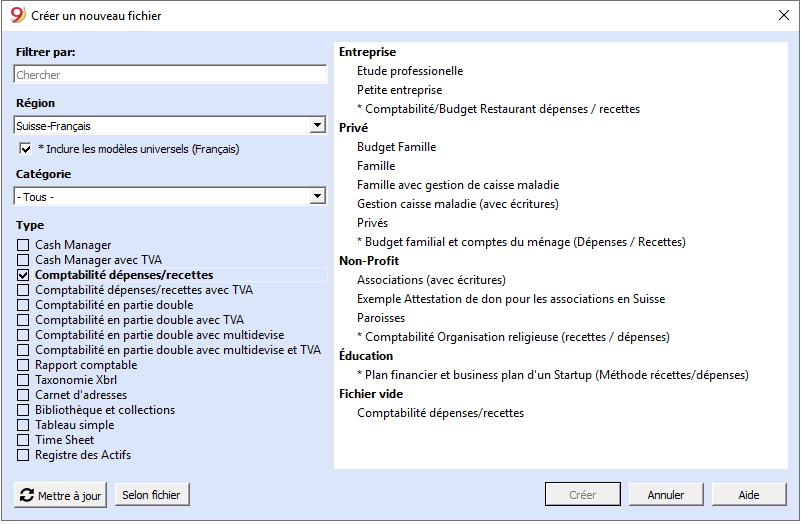 Créer un nouveau fichier
Filtrer par:
Chercher
Région
Suisse-Français
* Inclure les modèles universels (Français)
Catégorie
- Tous -
Type
Cash Manager
Cash Manager avec TVA
Comptabilité dépenses/recettes
Comptabilité dépenses/recettes avec TVA
Comptabilité en partie double
Comptabilité en partie double avec TVA
Comptabilité en partie double avec multidevise
Comptabilité en partie double avec multidevise et TVA
Rapport comptable
Taxonomie Xbrl
Carnet d'adresses
Bibliothèque et collections
Tableau simple
Time Sheet
Registre des Actifs
Entreprise
Etude professionelle
Petite entreprise
* Comptabilité/Budget Restaurant dépenses / recettes
Privé
Budget Famille
Famille
Famille avec gestion de caisse maladie
Gestion caisse maladie (avec écritures)
Privés
* Budget familial et comptes du ménage (Dépenses / Recettes)
Non-Profit
Associations (avec écritures)
Exemple Attestation de don pour les associations en Suisse
Paroisses
* Comptabilité Organisation religieuse (recettes / dépenses)
Éducation
* Plan financier et business plan d'un Startup (Méthode récettes/dépenses)
Fichier vide
Comptabilité dépenses/recettes
Mettre à jour
Selon fichier
Créer
Annuler
Aide